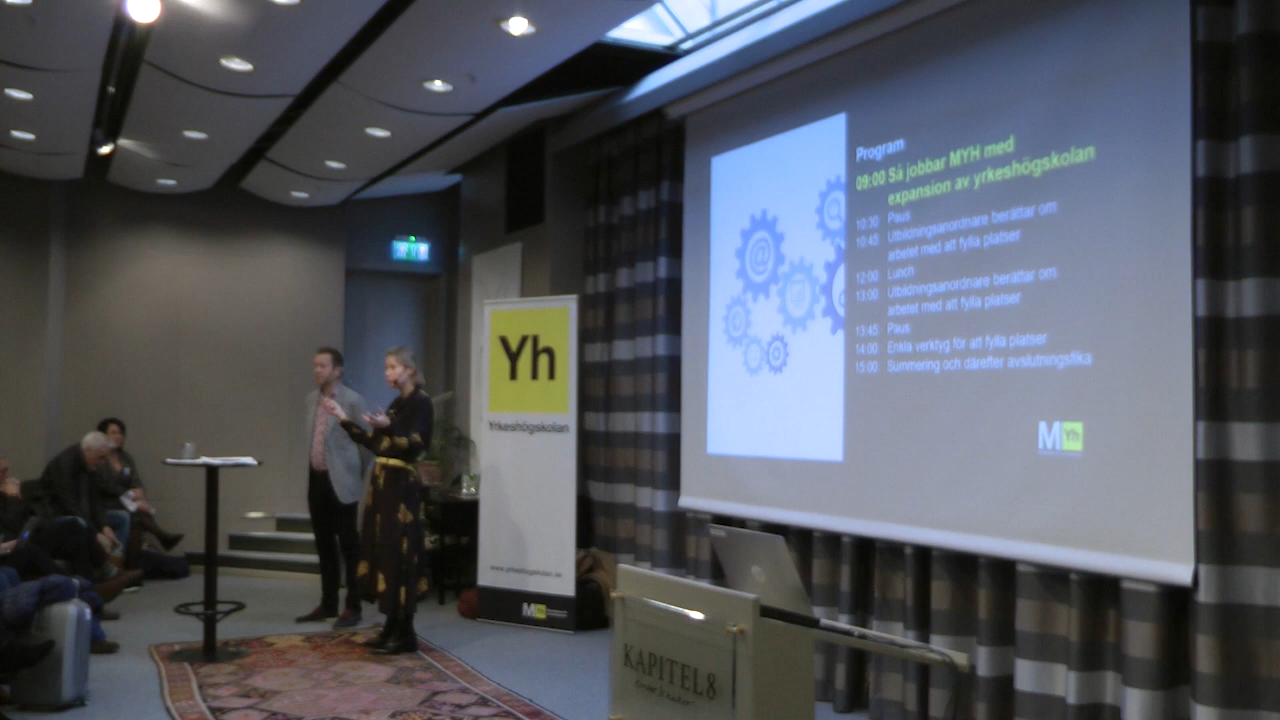 Program
09:00 Så jobbar MYH med
expansion av yrkeshögskolan
10:30 Paus
10:45 Utbildningsanordnare berättar om
arbetet med att fylla platser
12:00 Lunch
13:00 Utbildningsanordnare berättar om
arbetet med att fylla platser
13:45 Paus
14:00 Enkla verktyg för att fylla platser
15:00 Summering och därefter avslutningsfika
M Yh
Yh
Yrkeshögskolan
www.yrkeshogskolan.se
M Yh
KAPITEL8